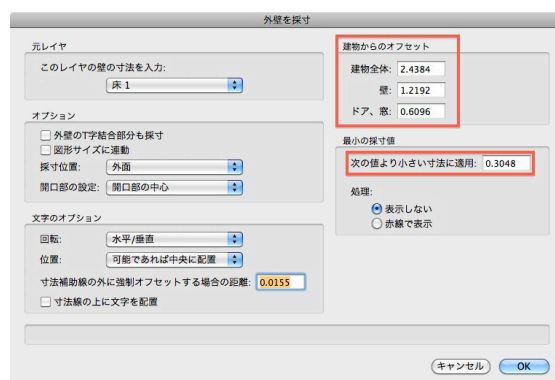 外壁を採寸
元レイヤ
このレイヤの壁の寸法を入力:
床 1
オプション
外壁のT字結合部分も採寸
図形サイズに連動
採寸位置: 外面
開口部の設定: 開口部の中心
文字のオプション
回転: 水平/垂直
位置: 可能であれば中央に配置
寸法補助線の外に強制オフセットする場合の距離: 0.0155
寸法線の上に文字を配置
建物からのオフセット
建物全体: 2.4384
壁: 1.2192
ドア、窓: 0.6096
最小の採寸値
次の値より小さい寸法に適用: 0.3048
処理:
表示しない
赤線で表示
キャンセル OK